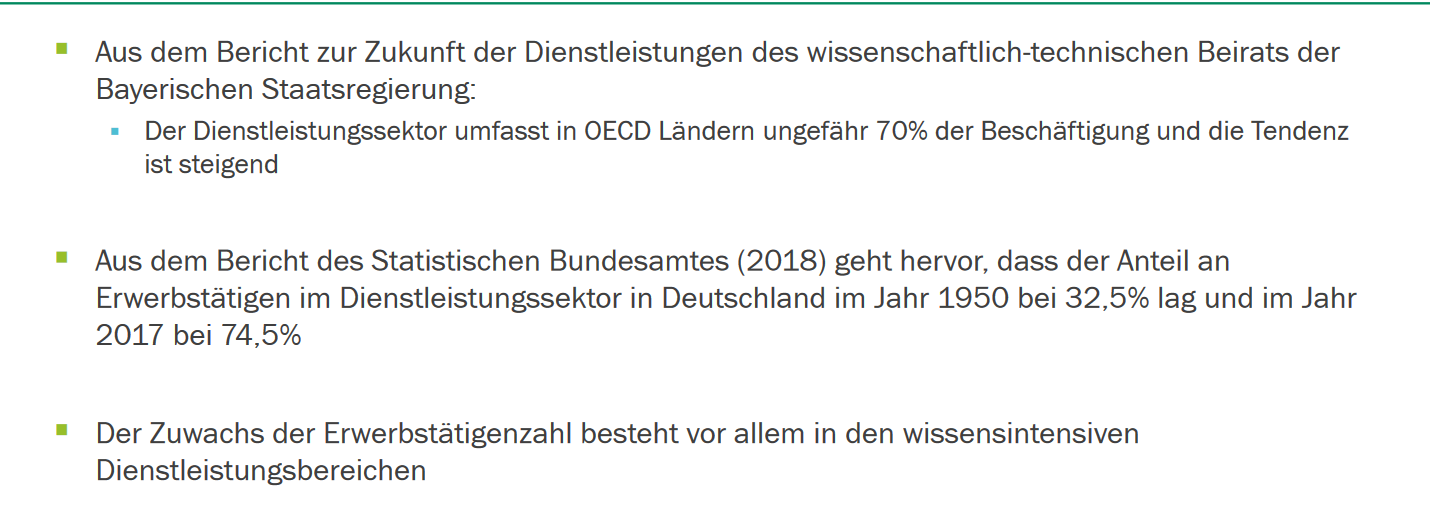 Aus dem Bericht zur Zukunft der Dienstleistungen des wissenschaftlich-technischen Beirats der
Bayerischen Staatsregierung:
Der Dienstleistungssektor umfasst in OECD Ländern ungefähr 70% der Beschäftigung und die Tendenz
ist steigend
Aus dem Bericht des Statistischen Bundesamtes (2018) geht hervor, dass der Anteil an
Erwerbstätigen im Dienstleistungssektor in Deutschland im Jahr 1950 bei 32,5% lag und im Jahr
2017 bei 74,5%
Der Zuwachs der Erwerbstätigenzahl besteht vor allem in den wissensintensiven
Dienstleistungsbereichen